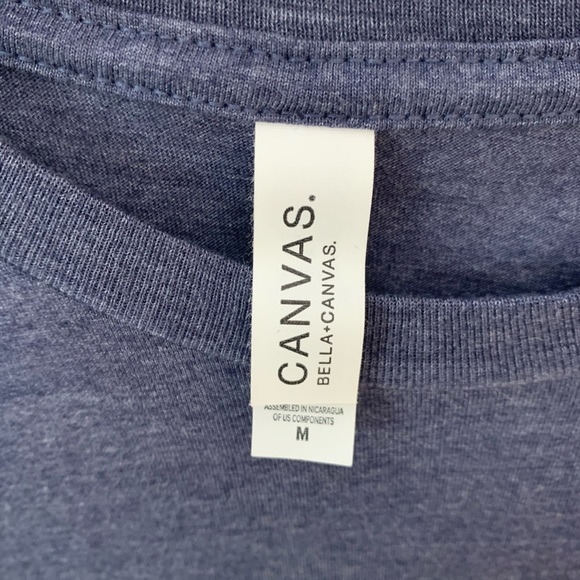 CANVAS.
BELLA+CANVAS.
ASSEMBLED IN NICARAGUA
OF US COMPONENTS
M